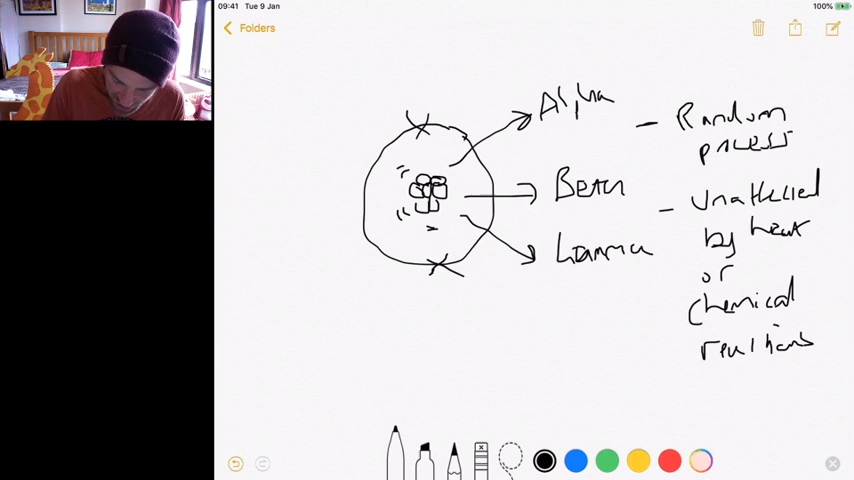 09:41 Tue 9 Jan
100%
Folders
Alpha
Beta
Gamma
- Random
process
- Unaffected
by heat
or
chemical
reactions